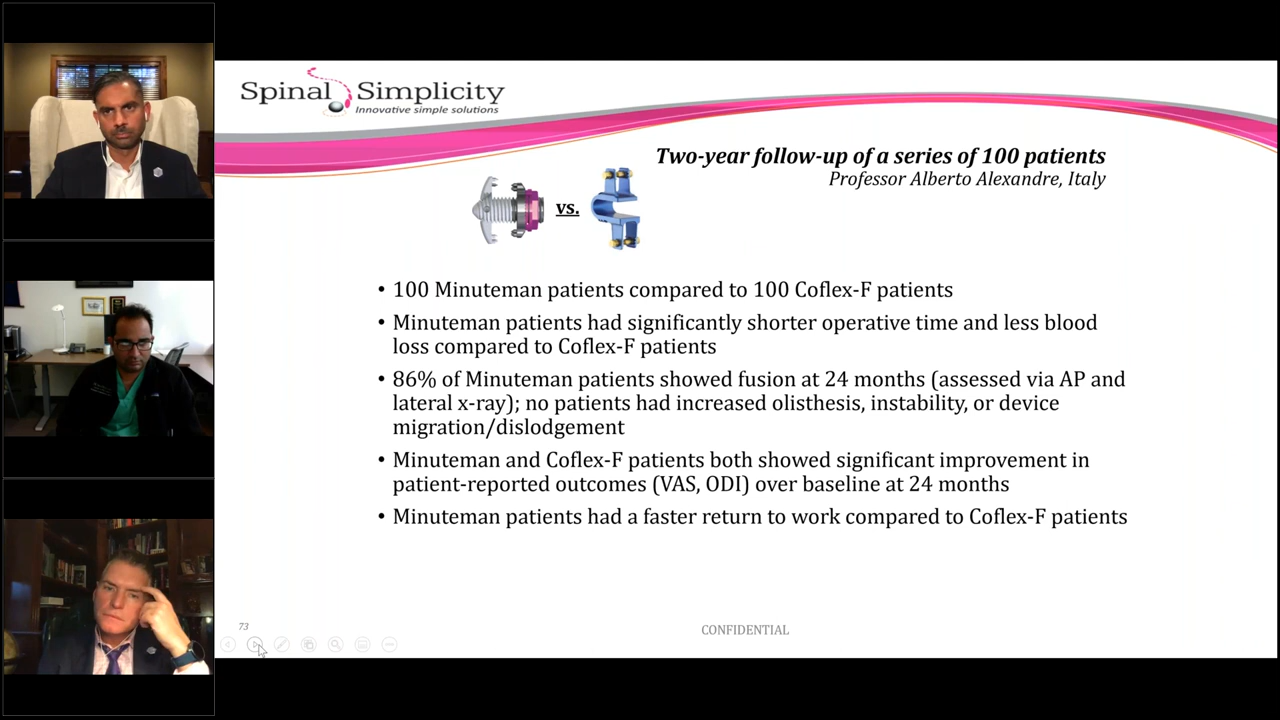 Spinal Simplicity
Innovative simple solutions
Two-year follow-up of a series of 100 patients
Professor Alberto Alexandre, Italy
vs.
• 100 Minuteman patients compared to 100 Coflex-F patients
• Minuteman patients had significantly shorter operative time and less blood
loss compared to Coflex-F patients
• 86% of Minuteman patients showed fusion at 24 months (assessed via AP and
lateral x-ray); no patients had increased olisthesis, instability, or device
migration/dislodgement
• Minuteman and Coflex-F patients both showed significant improvement in
patient-reported outcomes (VAS, ODI) over baseline at 24 months
• Minuteman patients had a faster return to work compared to Coflex-F patients
73
CONFIDENTIAL